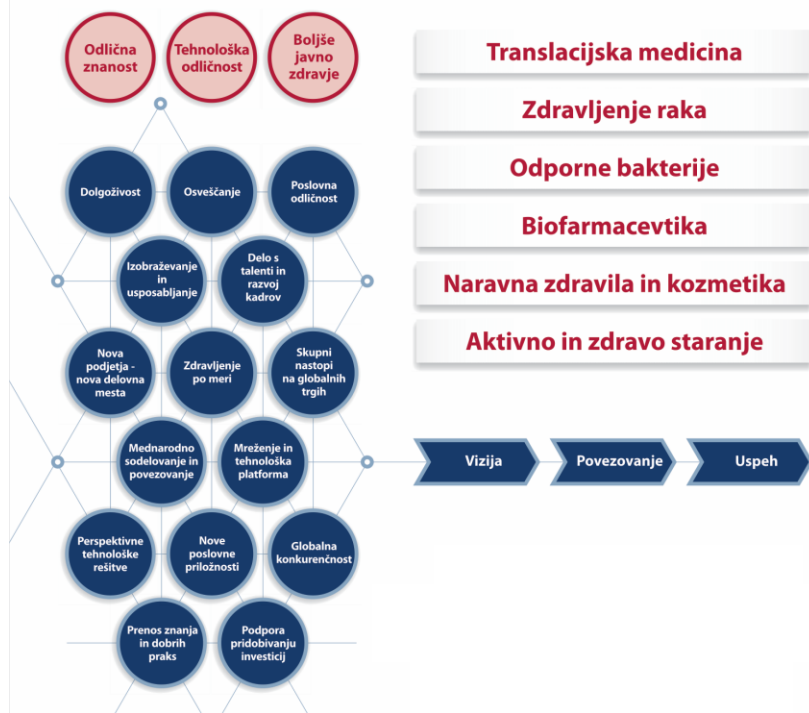 Odlična
znanost
Tehnološka
odličnost
Boljše
javno
zdravje
Dolgoživost
Osveščanje
Poslovna
odličnost
Izobraževanje
in
usposabljanje
Delo s
talenti in
razvoj
kadrov
Nova
podjetja -
nova delovna
mesta
Zdravljenje
po meri
Skupni
nastopi
na globalnih
trgih
Mednarodno
sodelovanje in
povezovanje
Mreženje in
tehnološka
platforma
Perspektivne
tehnološke
rešitve
Nove
poslovne
priložnosti
Globalna
konkurenčnost
Prenos znanja
in dobrih
praks
Podpora
pridobivanju
investicij
Translacijska medicina
Zdravljenje raka
Odporne bakterije
Biofarmacevtika
Naravna zdravila in kozmetika
Aktivno in zdravo staranje
Vizija
Povezovanje
Uspeh